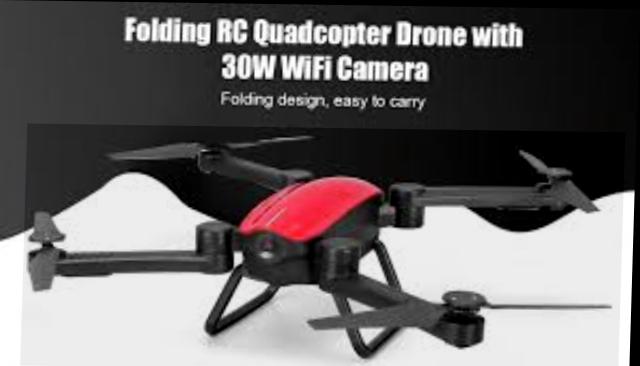 Folding RC Quadcopter Drone with
30W WiFi Camera
Folding design, easy to carry